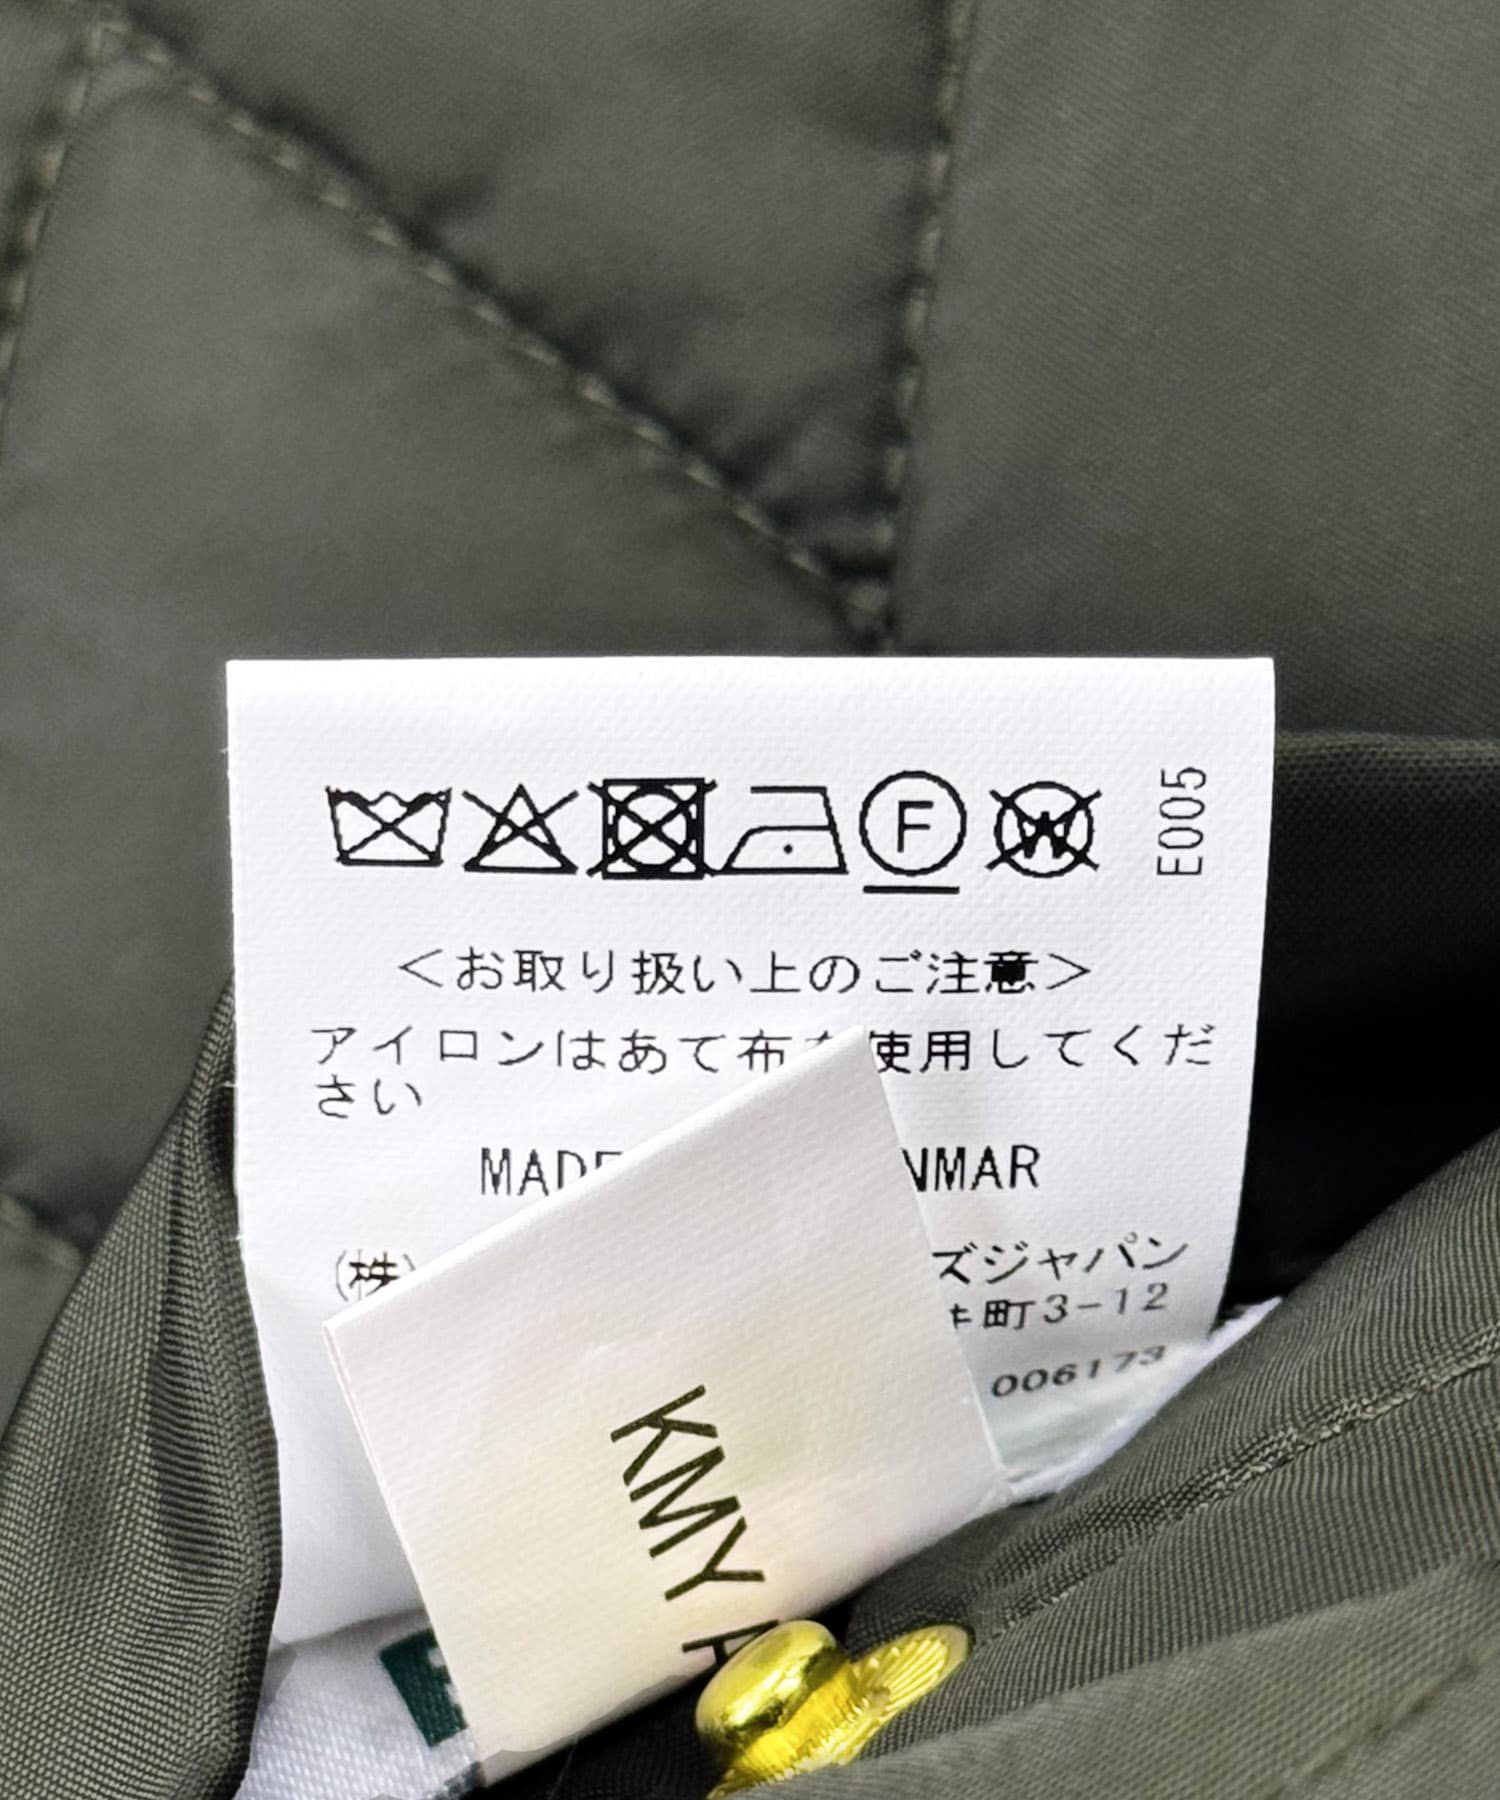 F W E005
<お取り扱い上のご注意>
アイロンはあて布を使用してくだ
さい
MADE NMAR
(株) ズジャパン
町3-12
006173
KMY